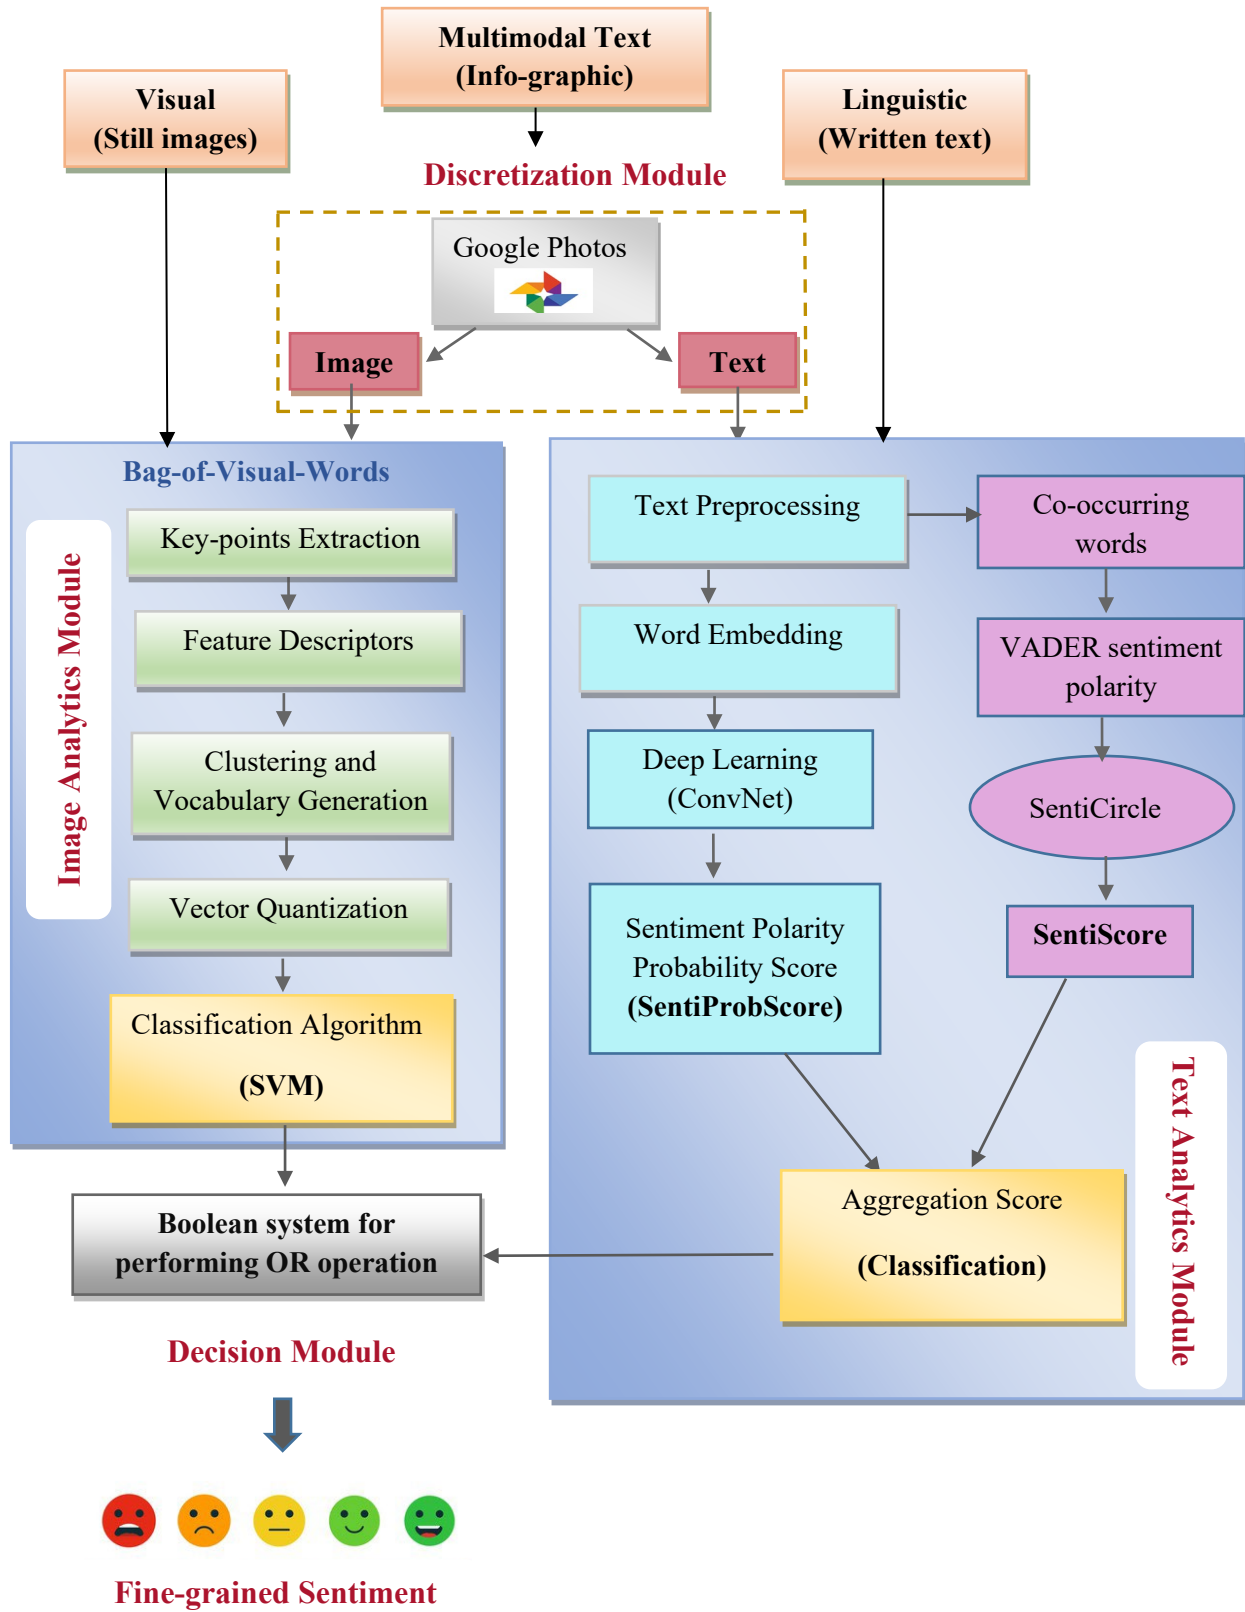 Multimodal Text
(Info-graphic)
Visual
(Still images)
Linguistic
(Written text)
Discretization Module
Google Photos
Image
Text
Bag-of-Visual-Words
Image Analytics Module
Key-points Extraction
Feature Descriptors
Clustering and
Vocabulary Generation
Vector Quantization
Classification Algorithm
(SVM)
Text Preprocessing
Word Embedding
Deep Learning
(ConvNet)
Sentiment Polarity
Probability Score
(SentiProbScore)
Co-occurring
words
VADER sentiment
polarity
SentiCircle
SentiScore
Text Analytics Module
Aggregation Score
(Classification)
Boolean system for
performing OR operation
Decision Module
Fine-grained Sentiment